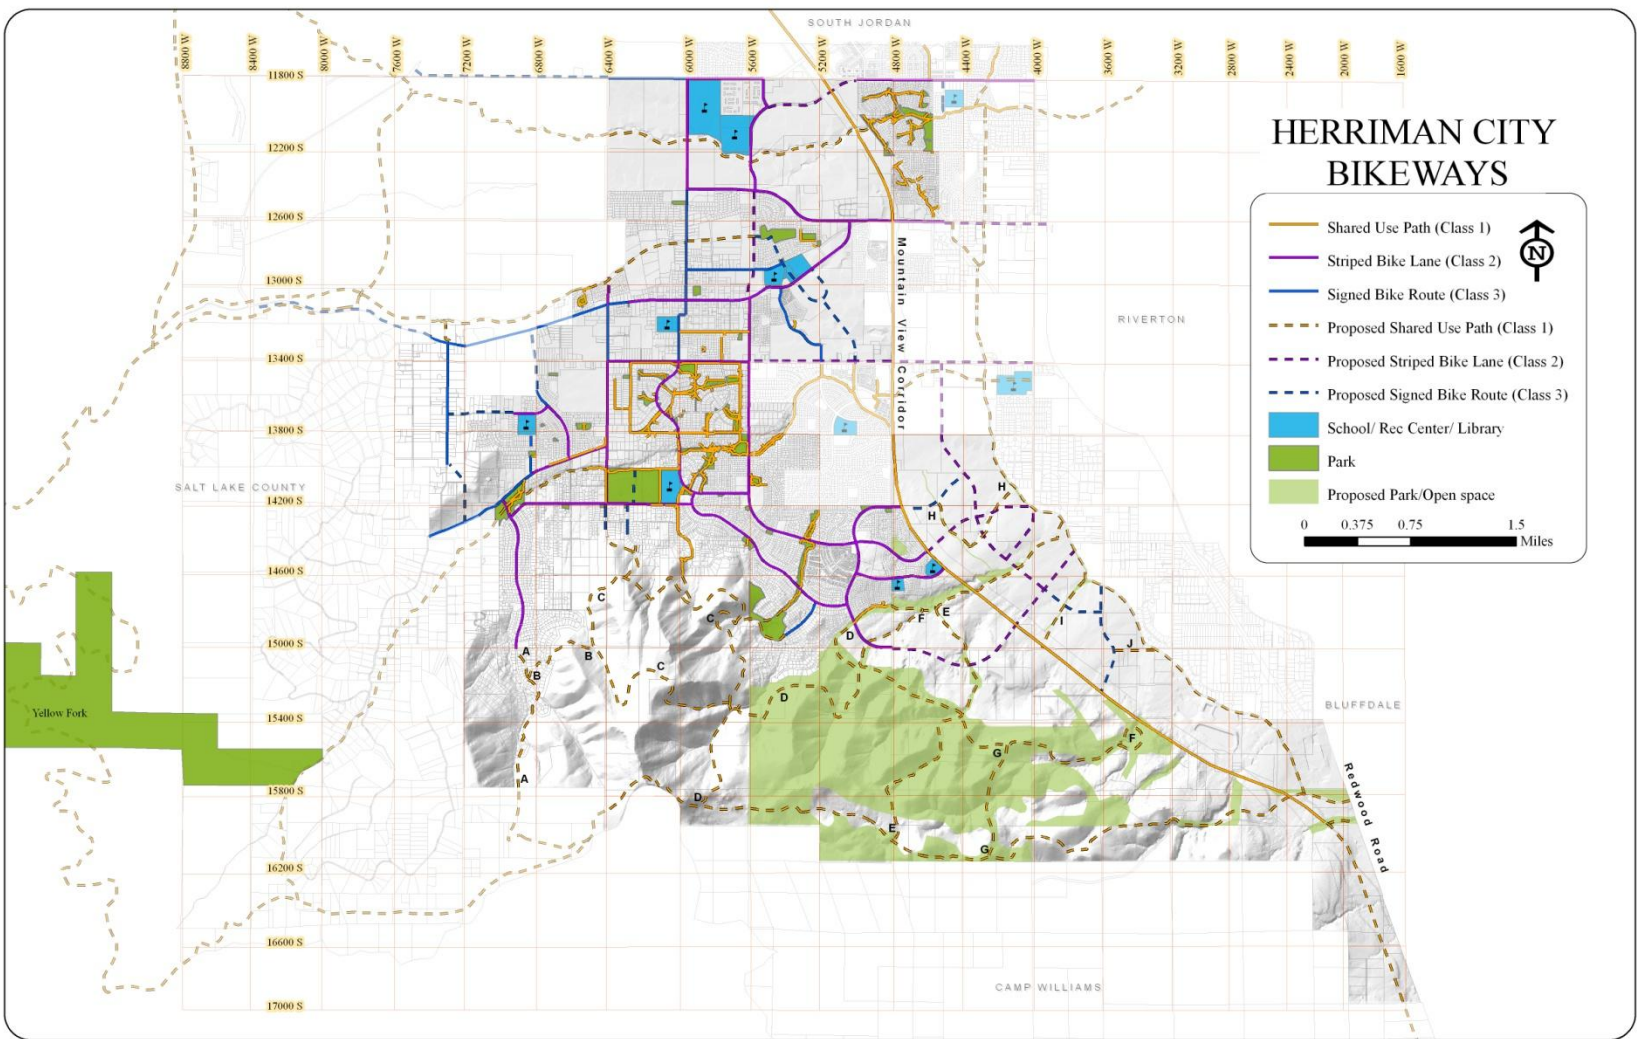 SOUTH JORDAN
8800 W
8400 W
8000 W
7600 W
7200 W
6800 W
6400 W
6000 W
5600 W
5200 W
4800 W
4400 W
4000 W
3600 W
3200 W
2800 W
2400 W
2000 W
1600 W
11800 S
12200 S
12600 S
13000 S
13400 S
13800 S
14200 S
14600 S
15000 S
15400 S
15800 S
16200 S
16600 S
17000 S
HERRIMAN CITY
BIKEWAYS
Shared Use Path (Class 1)
Striped Bike Lane (Class 2)
Signed Bike Route (Class 3)
Proposed Shared Use Path (Class 1)
Proposed Striped Bike Lane (Class 2)
Proposed Signed Bike Route (Class 3)
School/ Rec Center/ Library
Park
Proposed Park/Open space
N
0 0.375 0.75 1.5
Miles
Mountain View Corridor
RIVERTON
SALT LAKE COUNTY
H
H
C
C
F
E
D
I
J
A
B
B
C
D
Yellow Fork
BLUFFDALE
F
G
A
D
E
G
Redwood Road
CAMP WILLIAMS